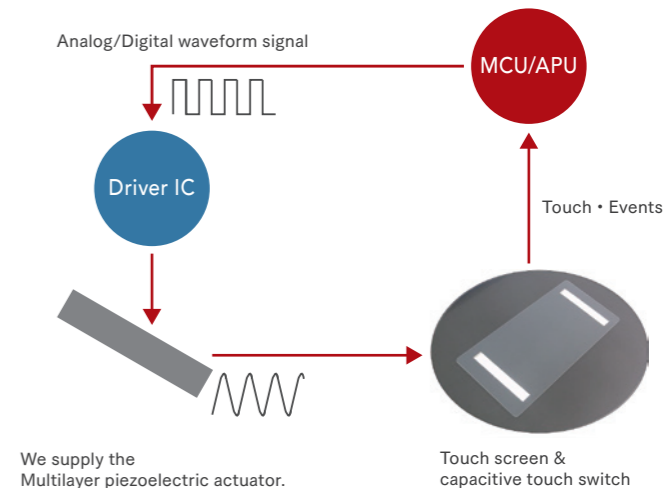 Analog/Digital waveform signal
MCU/APU
Driver IC
Touch・Events
We supply the
Multilayer piezoelectric actuator.
Touch screen &
capacitive touch switch